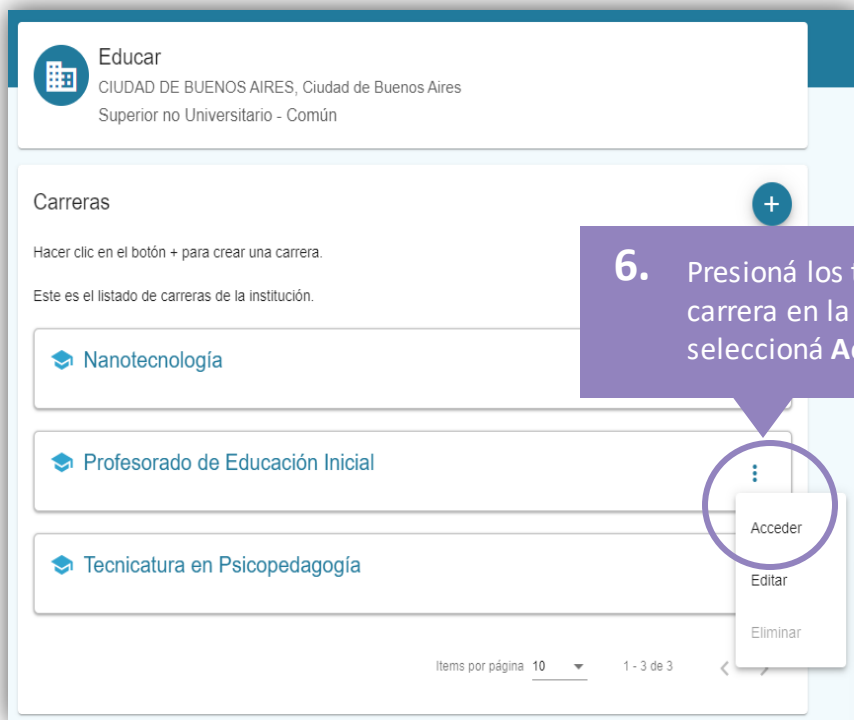 Educar
CIUDAD DE BUENOS AIRES, Ciudad de Buenos Aires
Superior no Universitario - Común
Carreras
+
Hacer clic en el botón + para crear una carrera.
Este es el listado de carreras de la institución.
6. Presioná los
carrera en la
seleccioná
Nanotecnología
Profesorado de Educación Inicial
Acceder
Tecnicatura en Psicopedagogía
Editar
Eliminar
Items por página 10 1 - 3 de 3